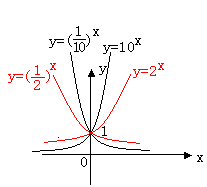 y=(1/10)^x y=10^x
y=(1/2)^x y y=2^x
1
0 x